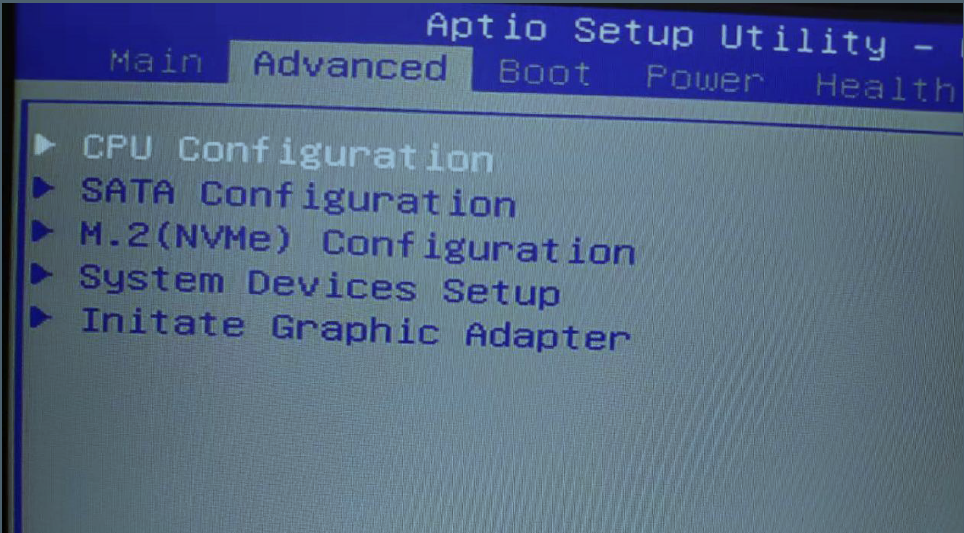 Aptio Setup Utility -
Main Advanced Boot Power Health
CPU Configuration
SATA Configuration
M.2(NVMe) Configuration
System Devices Setup
Initate Graphic Adapter